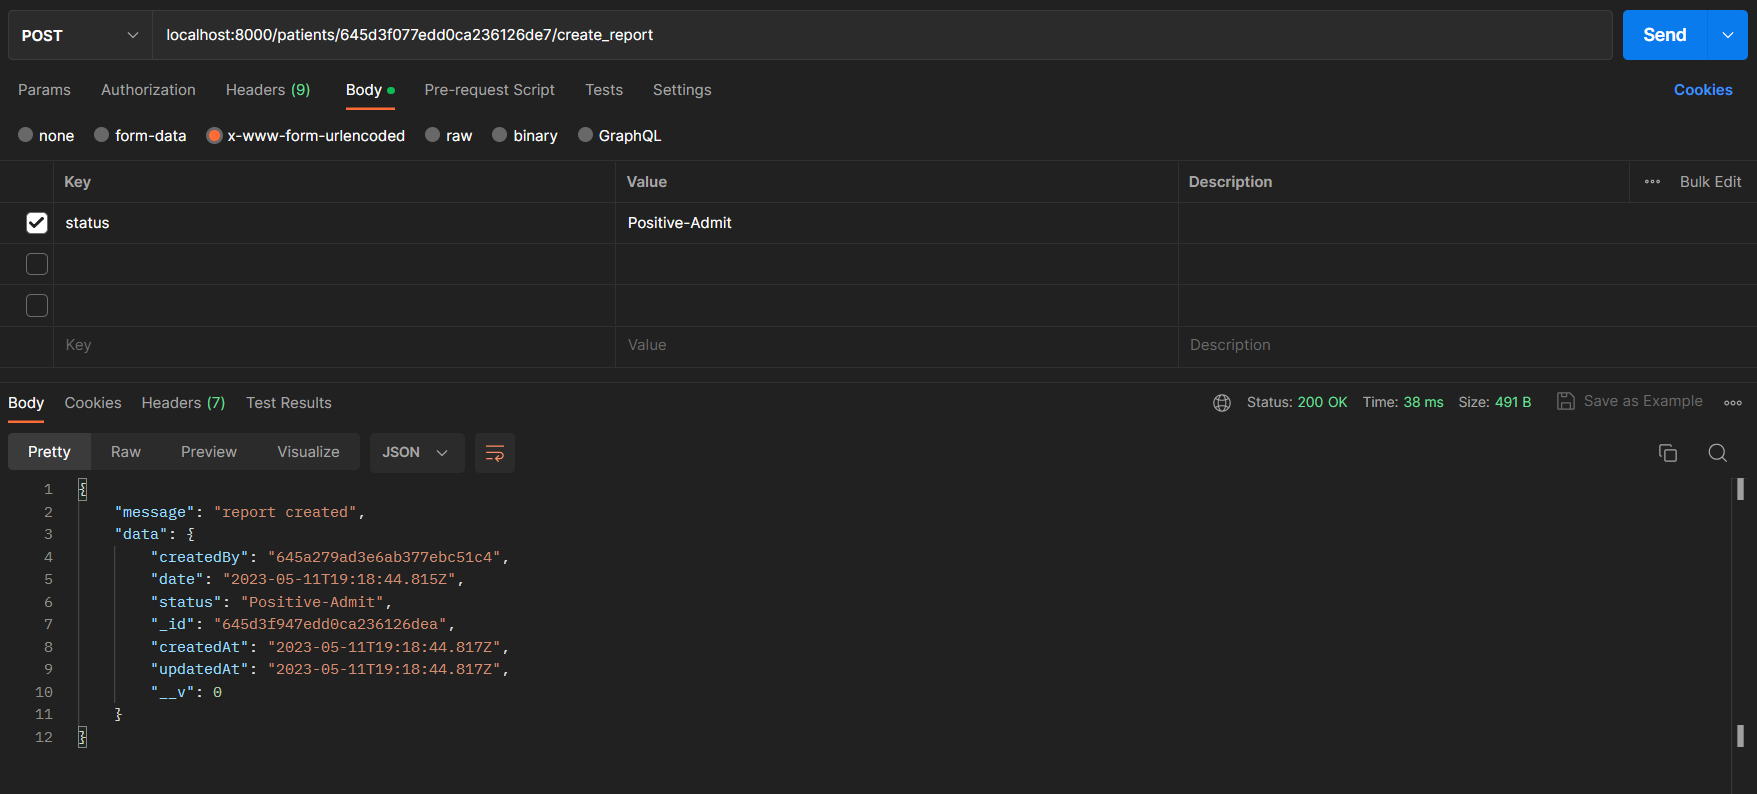 POST localhost:8000/patients/645d3f077edd0ca236126de7/create_report Send
Params Authorization Headers (9) Body Pre-request Script Tests Settings Cookies
none form-data x-www-form-urlencoded raw binary GraphQL
Key Value Description Bulk Edit
status Positive-Admit
Key Value Description
Body Cookies Headers (7) Test Results Status: 200 OK Time: 38 ms Size: 491 B Save as Example
Pretty Raw Preview Visualize JSON
1 {
2 "message": "report created",
3 "data": {
4 "createdBy": "645a279ad3e6ab377ebc51c4",
5 "date": "2023-05-11T19:18:44.815Z",
6 "status": "Positive-Admit",
7 "_id": "645d3f947edd0ca236126dea",
8 "createdAt": "2023-05-11T19:18:44.817Z",
9 "updatedAt": "2023-05-11T19:18:44.817Z",
10 "__v": 0
11 }
12 }